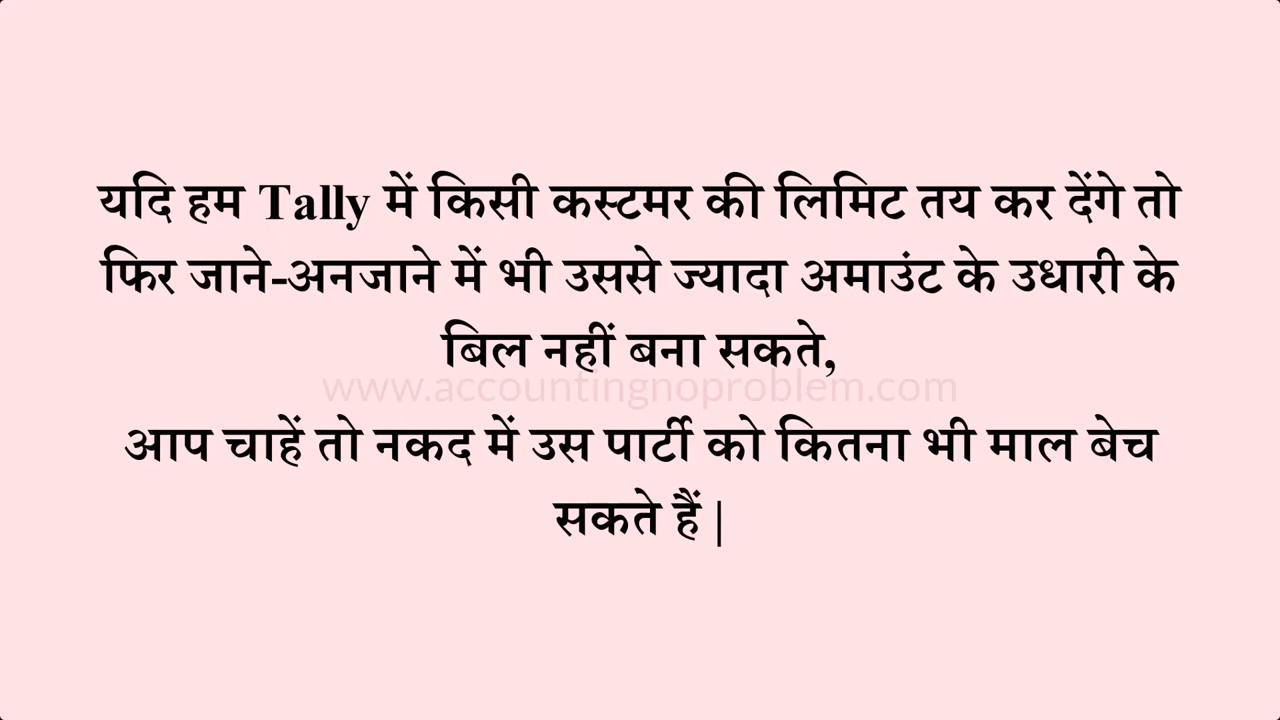 यदि हम Tally में किसी कस्टमर की लिमिट तय कर देंगे तो
फिर जाने-अनजाने में भी उससे ज्यादा अमाउंट के उधारी के
बिल नहीं बना सकते,
www.accountingnoproblem.com
आप चाहें तो नकद में उस पार्टी को कितना भी माल बेच
सकते हैं |